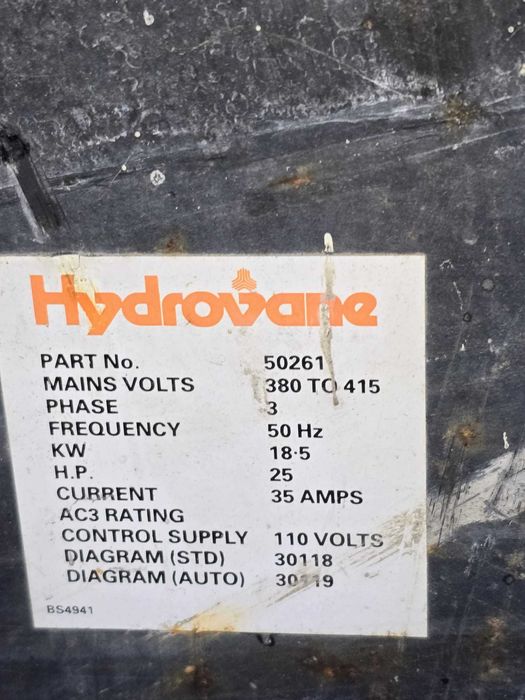 Hydrovane
PART No. 50261
MAINS VOLTS 380 TO 415
PHASE 3
FREQUENCY 50 Hz
KW 18·5
H.P. 25
CURRENT 35 AMPS
AC3 RATING
CONTROL SUPPLY 110 VOLTS
DIAGRAM (STD) 30118
DIAGRAM (AUTO) 30119
BS4941